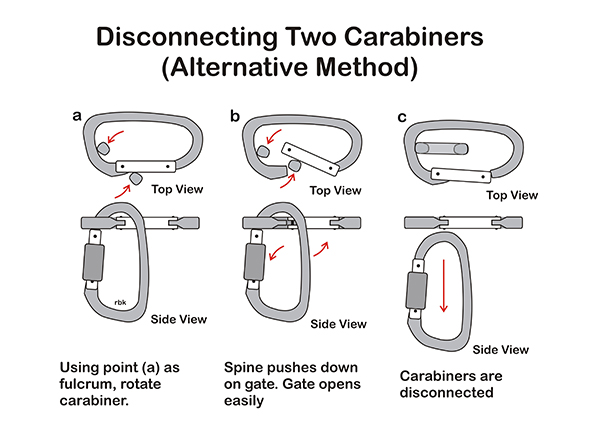 Disconnecting Two Carabiners
(Alternative Method)
a
b
c
Top View
Top View
Top View
rbk
Side View
Side View
Side View
Using point (a) as
fulcrum, rotate
carabiner.
Spine pushes down
on gate. Gate opens
easily
Carabiners are
disconnected